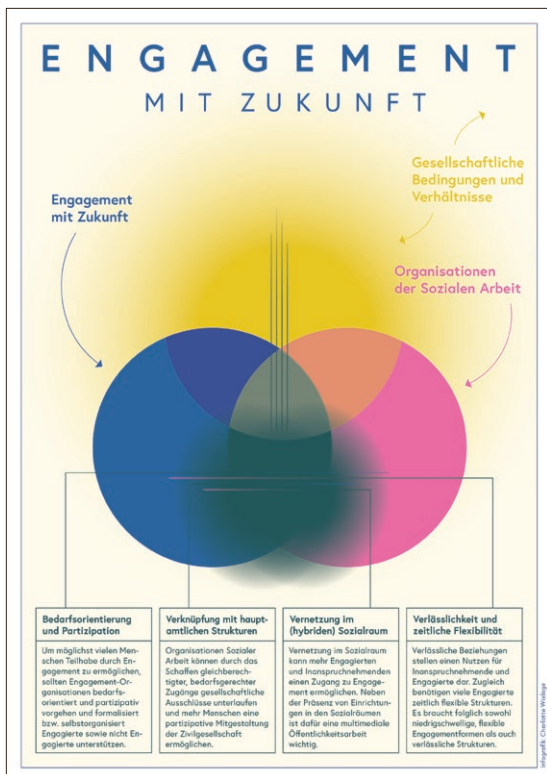 ENGAGEMENT
MIT ZUKUNFT
Gesellschaftliche
Bedingungen und
Verhältnisse
Engagement
mit Zukunft
Organisationen
der Sozialen Arbeit
Bedarfsorientierung
und Partizipation
Um möglichst vielen Men-
schen Teilhabe durch En-
gagement zu ermöglichen,
sollten Engagement-Or-
ganisationen bedarfs-
orientiert und partizipativ
vorgehen und formalisiert
bzw. selbstorganisiert
Engagierte sowie nicht En-
gagierte unterstützen.
Verknüpfung mit haupt-
amtlichen Strukturen
Organisationen Sozialer
Arbeit können durch das
Schaffen gleichberech-
tigter, bedarfsgerechter
Zugänge gesellschaftliche
Ausschlüsse unterlaufen
und mehr Menschen eine
partizipative Mitgestaltung
der Zivilgesellschaft
ermöglichen.
Vernetzung im
(hybriden) Sozialraum
Vernetzung im Sozialraum
kann mehr Engagierten
und Inanspruchnehmenden
einen Zugang zu Engage-
ment ermöglichen. Neben
der Präsenz von Einrichtun-
gen in den Sozialräumen
ist dafür eine multimediale
Öffentlichkeitsarbeit
wichtig.
Verlässlichkeit und
zeitliche Flexibilität
Verlässliche Beziehungen
stellen einen Nutzen für
Inanspruchnehmende und
Engagierte dar. Zugleich
benötigen viele Engagierte
zeitlich flexible Strukturen.
Es braucht folglich sowohl
niedrigschwellige, flexible
Engagementformen als auch
verlässliche Strukturen.
Infografik: Charlotte